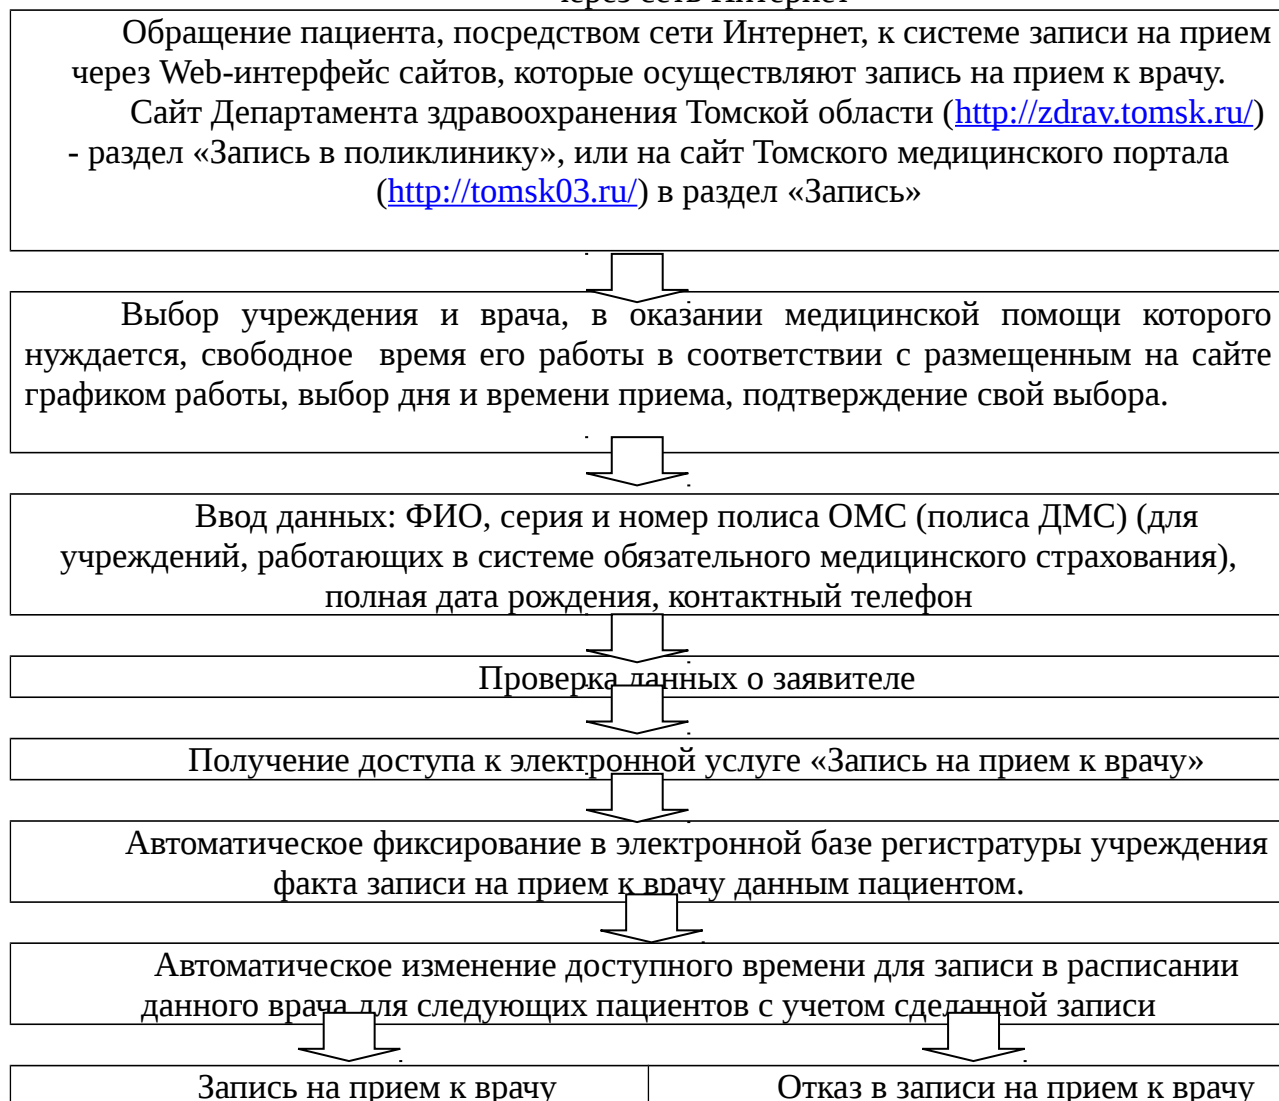 через сеть Интернет
Обращение пациента, посредством сети Интернет, к системе записи на прием
через Web-интерфейс сайтов, которые осуществляют запись на прием к врачу.
Сайт Департамента здравоохранения Томской области (http://zdrav.tomsk.ru/)
- раздел «Запись в поликлинику», или на сайт Томского медицинского портала
(http://tomsk03.ru/) в раздел «Запись»
Выбор учреждения и врача, в оказании медицинской помощи которого
нуждается, свободное время его работы в соответствии с размещенным на сайте
графиком работы, выбор дня и времени приема, подтверждение свой выбора.
Ввод данных: ФИО, серия и номер полиса ОМС (полиса ДМС) (для
учреждений, работающих в системе обязательного медицинского страхования),
полная дата рождения, контактный телефон
Проверка данных о заявителе
Получение доступа к электронной услуге «Запись на прием к врачу»
Автоматическое фиксирование в электронной базе регистратуры учреждения
факта записи на прием к врачу данным пациентом.
Автоматическое изменение доступного времени для записи в расписании
данного врача для следующих пациентов с учетом сделанной записи
Запись на прием к врачу
Отказ в записи на прием к врачу